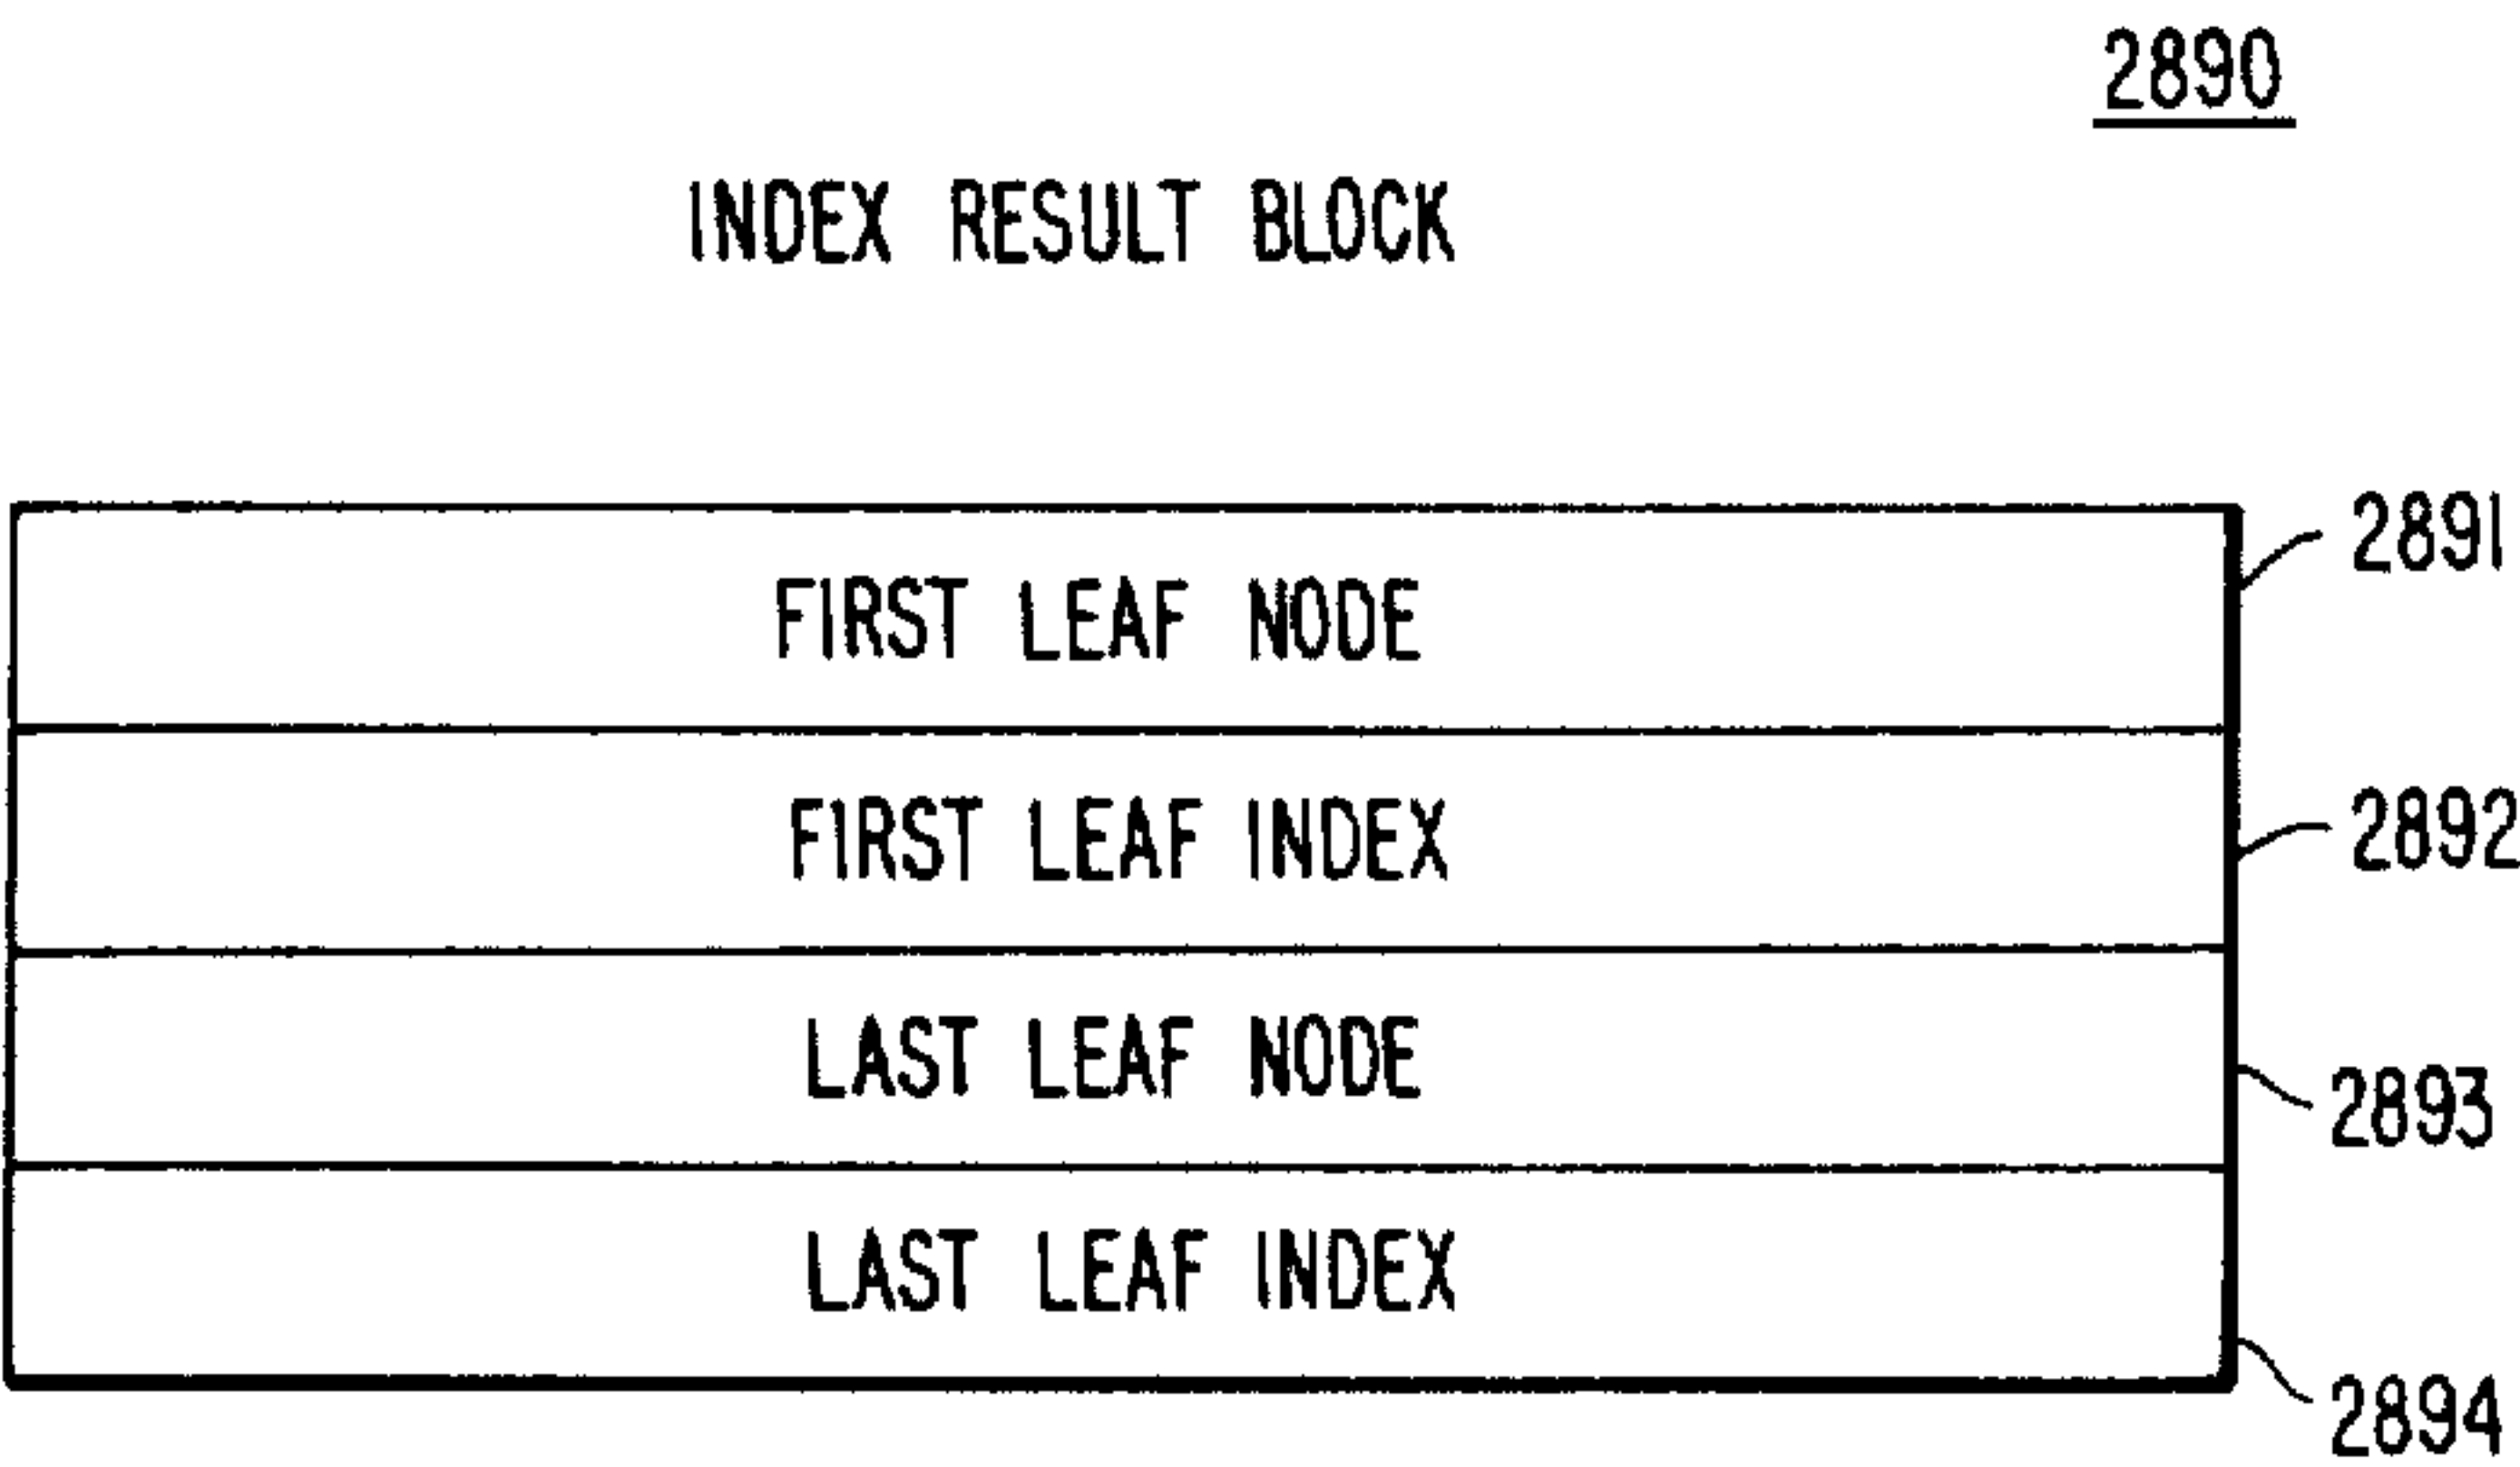 2890
INDEX RESULT BLOCK
FIRST LEAF NODE 2891
FIRST LEAF INDEX 2892
LAST LEAF NODE 2893
LAST LEAF INDEX 2894